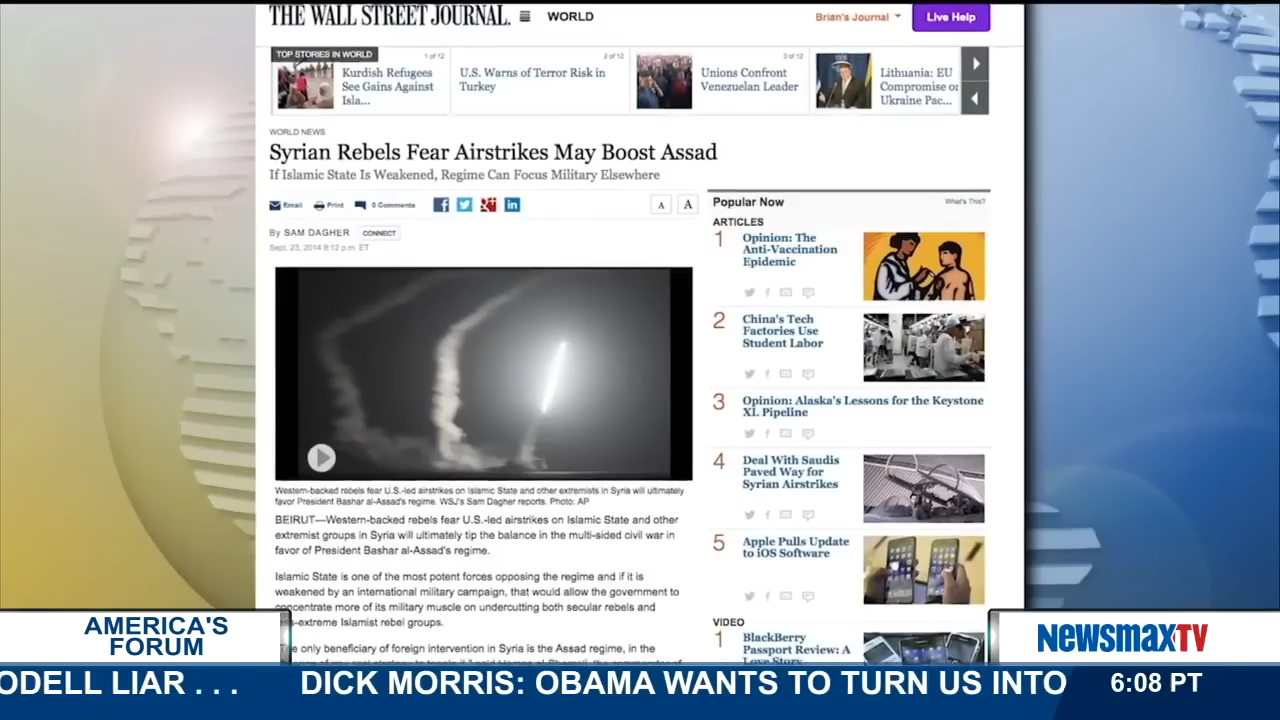 THE WALL STREET JOURNAL. WORLD Brian's Journal Live Help
TOP STORIES IN WORLD
1 of 12
Kurdish Refugees
See Gains Against
Isla...
2 of 12
U.S. Warns of Terror Risk in
Turkey
3 of 12
Unions Confront
Venezuelan Leader
Lithuania: EU
Compromise on
Ukraine Pac...
WORLD NEWS
Syrian Rebels Fear Airstrikes May Boost Assad
If Islamic State Is Weakened, Regime Can Focus Military Elsewhere
Email Print 0 Comments A A
By SAM DAGHER CONNECT
Sept. 23, 2014 8:12 p.m. ET
Western-backed rebels fear U.S.-led airstrikes on Islamic State and other extremists in Syria will ultimately
favor President Bashar al-Assad's regime. WSJ's Sam Dagher reports. Photo: AP
BEIRUT—Western-backed rebels fear U.S.-led airstrikes on Islamic State and other
extremist groups in Syria will ultimately tip the balance in the multi-sided civil war in
favor of President Bashar al-Assad's regime.
Islamic State is one of the most potent forces opposing the regime and if it is
weakened by an international military campaign, that would allow the government to
concentrate more of its military muscle on undercutting both secular rebels and
-extreme Islamist rebel groups.
only beneficiary of foreign intervention in Syria is the Assad regime, in the
Popular Now What's This?
ARTICLES
1 Opinion: The
Anti-Vaccination
Epidemic
2 China's Tech
Factories Use
Student Labor
3 Opinion: Alaska's Lessons for the Keystone
XL Pipeline
4 Deal With Saudis
Paved Way for
Syrian Airstrikes
5 Apple Pulls Update
to iOS Software
VIDEO
1 BlackBerry
Passport Review: A
Love Story
AMERICA'S
FORUM
NEWSMAXTV
ODELL LIAR . . . DICK MORRIS: OBAMA WANTS TO TURN US INTO 6:08 PT